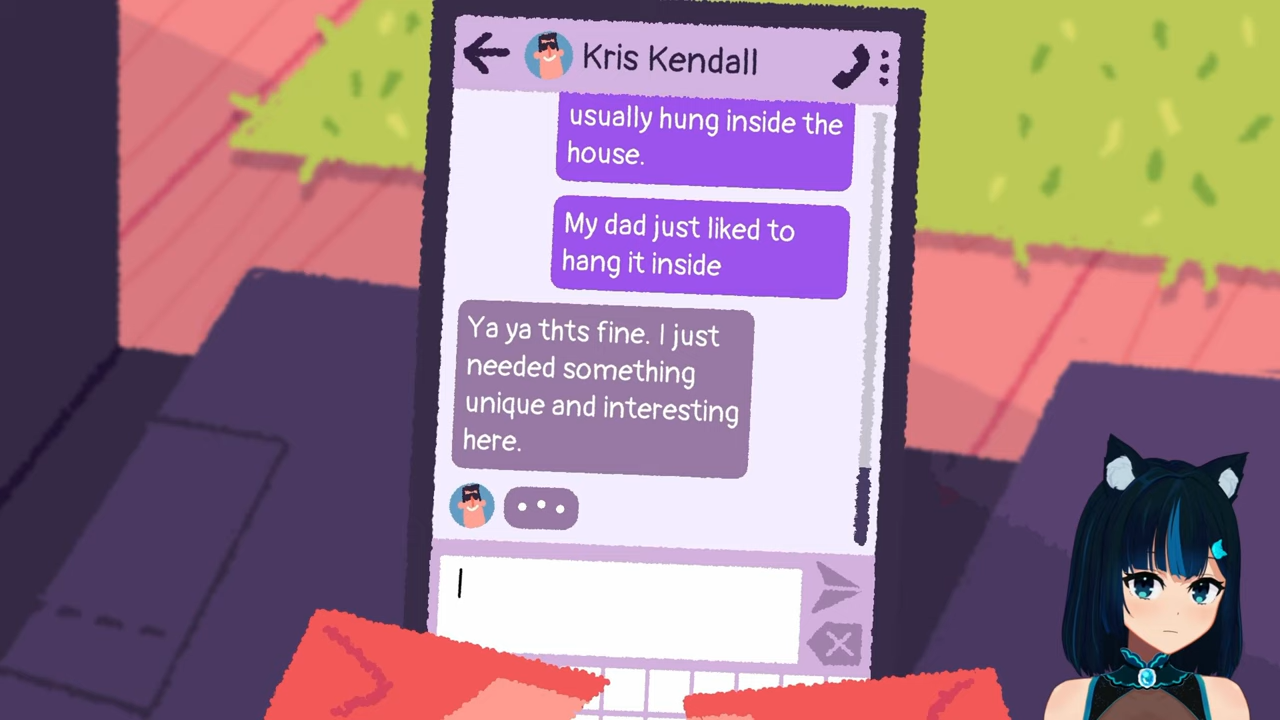 Kris Kendall
usually hung inside the
house.
My dad just liked to
hang it inside
Ya ya thts fine. I just
needed something
unique and interesting
here.